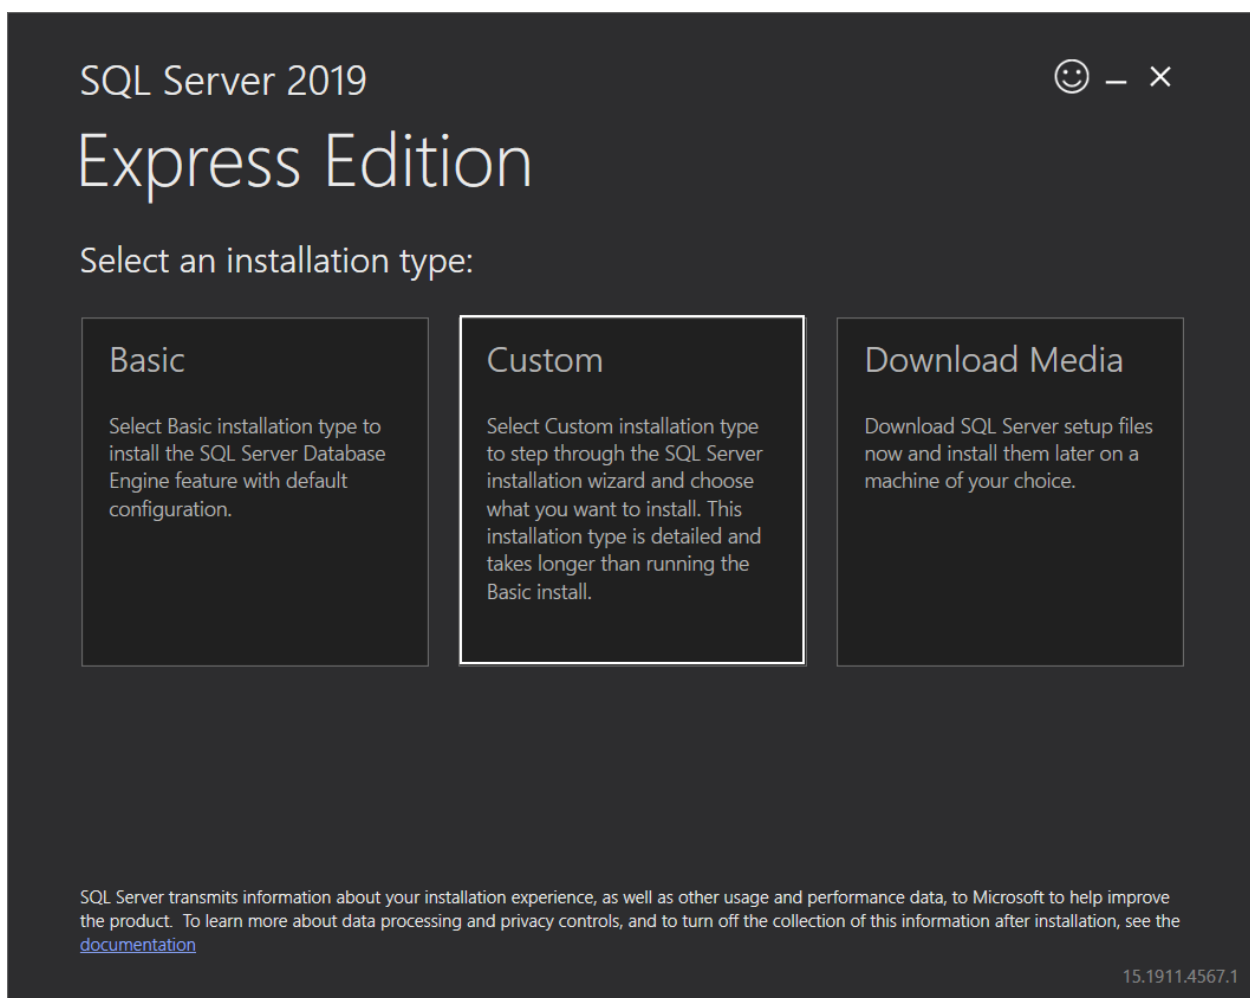 SQL Server 2019
Express Edition
Select an installation type:
Basic
Select Basic installation type to
install the SQL Server Database
Engine feature with default
configuration.
Custom
Select Custom installation type
to step through the SQL Server
installation wizard and choose
what you want to install. This
installation type is detailed and
takes longer than running the
Basic install.
Download Media
Download SQL Server setup files
now and install them later on a
machine of your choice.
SQL Server transmits information about your installation experience, as well as other usage and performance data, to Microsoft to help improve
the product.  To learn more about data processing and privacy controls, and to turn off the collection of this information after installation, see the
documentation
15.1911.4567.1